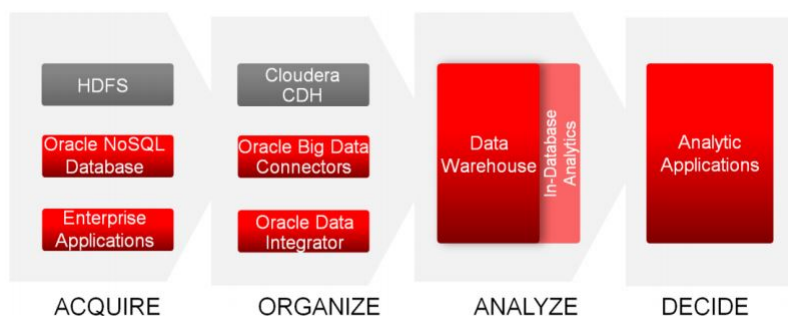 HDFS
Oracle NoSQL
Database
Enterprise
Applications
Cloudera
CDH
Oracle Big Data
Connectors
Oracle Data
Integrator
Data
Warehouse
In-Database
Analytics
Analytic
Applications
ACQUIRE
ORGANIZE
ANALYZE
DECIDE